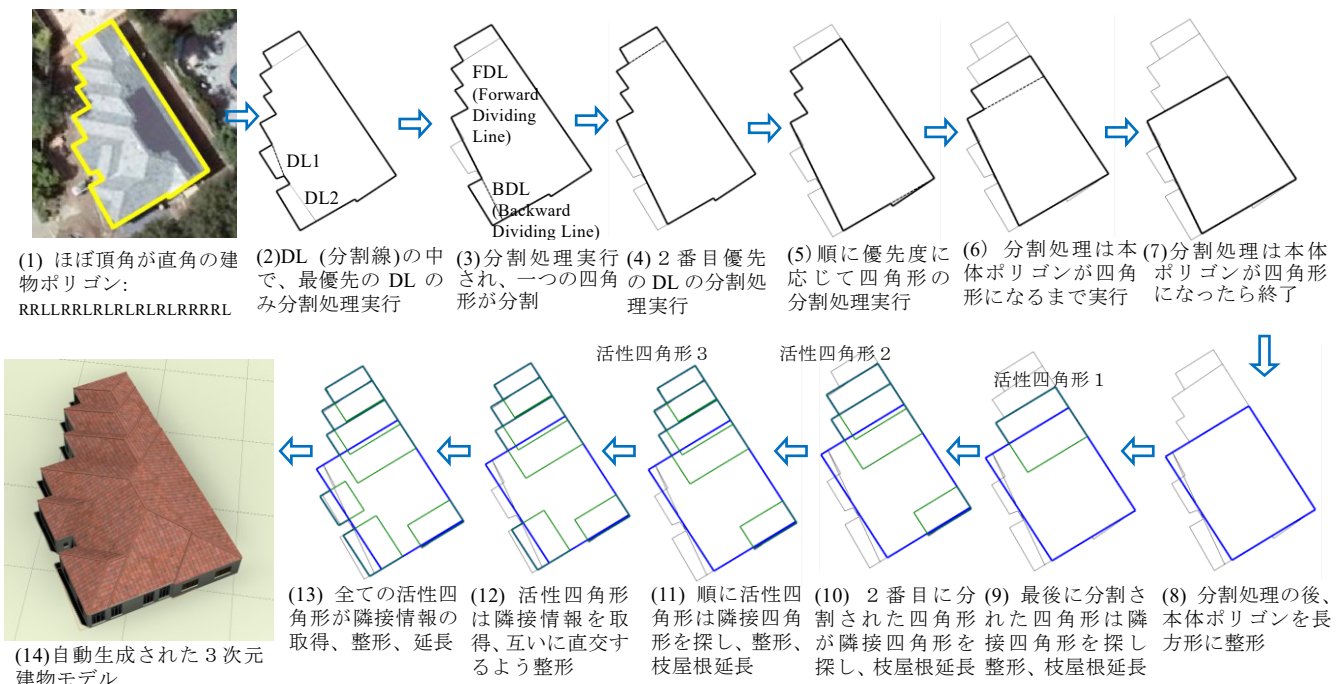 FDL
(Forward
Dividing
Line)
DL1
DL2
BDL
(Backward
Dividing Line)
(1) ほぼ頂角が直角の建
物ポリゴン:
RRLLRRLRLRLRLRLRRRRL
(2)DL (分割線)の中
で、最優先の DL の
み分割処理実行
(3)分割処理実行
され、一つの四角
形が分割
(4)２番目優先
の DL の分割処
理実行
(5)順に優先度に
応じて四角形の
分割処理実行
(6) 分割処理は本
体ポリゴンが四角
形になるまで実行
(7)分割処理は本体
ポリゴンが四角形
になったら終了
活性四角形３
活性四角形２
活性四角形１
(8) 分割処理の後、
本体ポリゴンを長
方形に整形
(9) 最後に分割さ
れた四角形は隣
接四角形を探し
整形、枝屋根延長
(10) ２番目に分
割された四角形
が隣接四角形を
探し、枝屋根延長
(11) 順に活性四
角形は隣接四角
形を探し、整形、
枝屋根延長
(12) 活性四角形
は隣接情報を取
得、互いに直交す
るよう整形
(13) 全ての活性四
角形が隣接情報の
取得、整形、延長
(14)自動生成された３次元
建物モデル